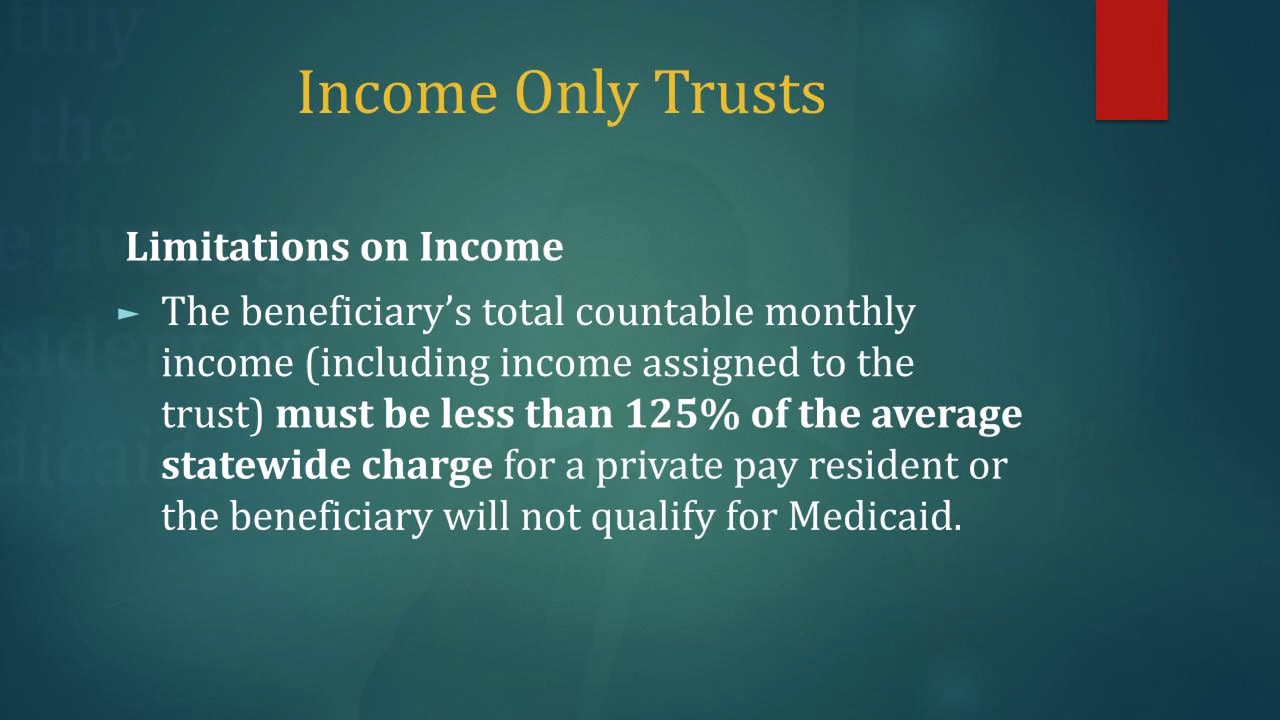 Income Only Trusts
Limitations on Income
► The beneficiary’s total countable monthly
income (including income assigned to the
trust) must be less than 125% of the average
statewide charge for a private pay resident or
the beneficiary will not qualify for Medicaid.